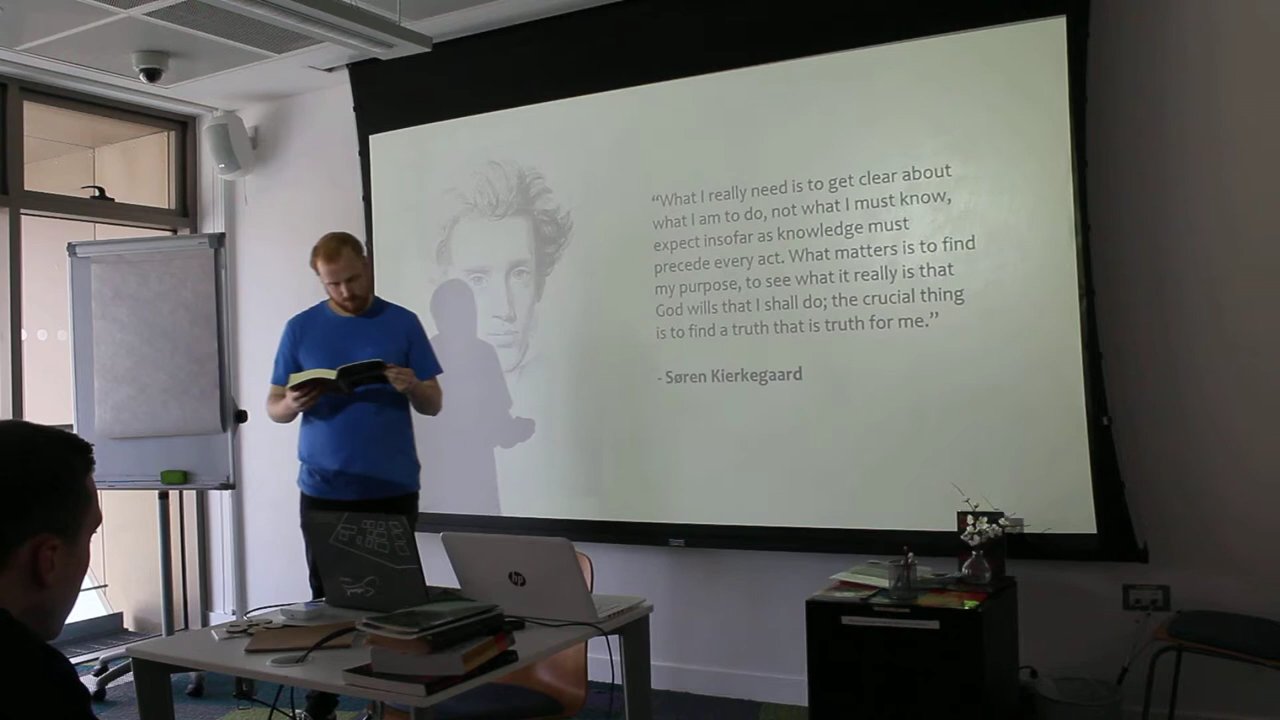 “What I really need is to get clear about
what I am to do, not what I must know,
expect insofar as knowledge must
precede every act. What matters is to find
my purpose, to see what it really is that
God wills that I shall do; the crucial thing
is to find a truth that is truth for me.”
- Søren Kierkegaard
hp